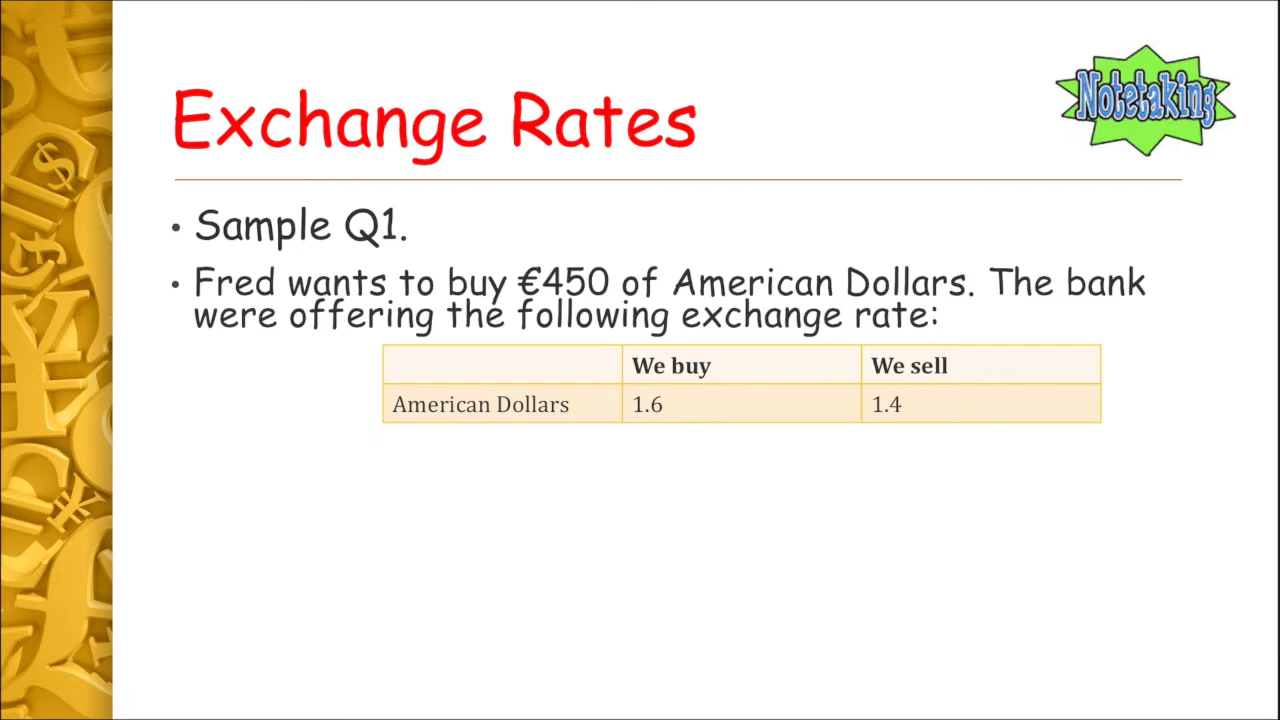 Notetaking
Exchange Rates
• Sample Q1.
• Fred wants to buy €450 of American Dollars. The bank
were offering the following exchange rate:
We buy We sell
American Dollars 1.6 1.4